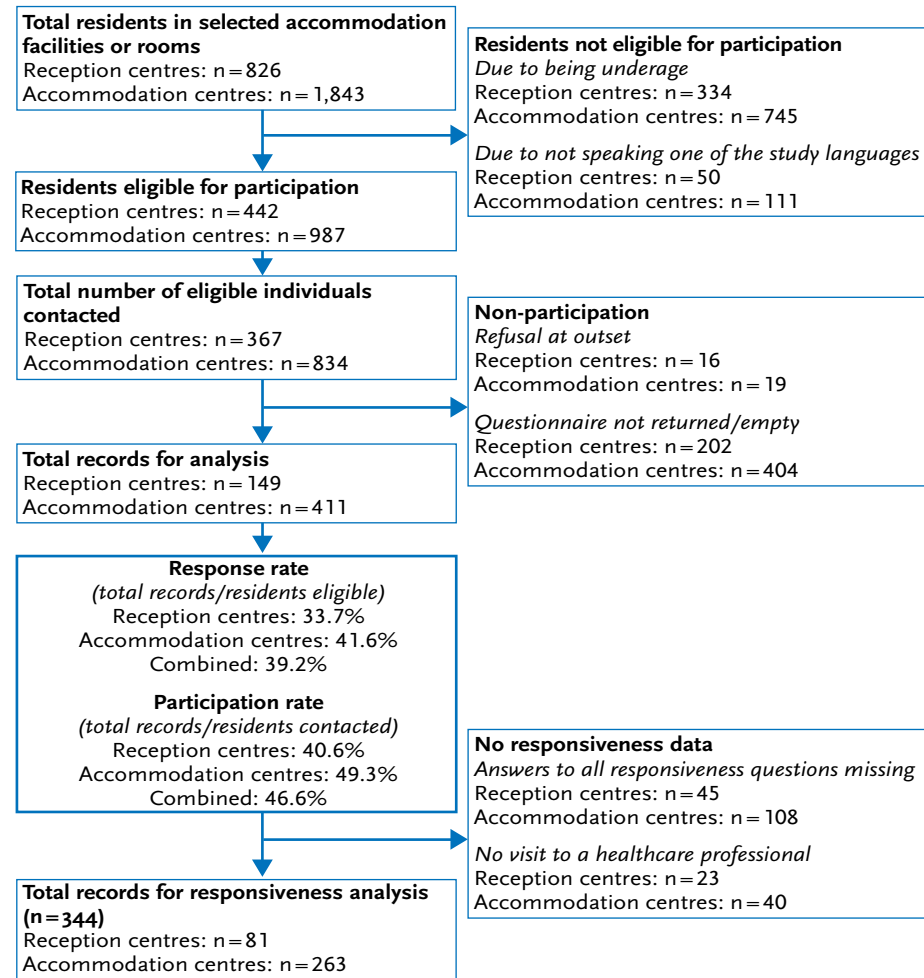 Total residents in selected accommodation
facilities or rooms
Reception centres: n=826
Accommodation centres: n=1,843
Residents not eligible for participation
Due to being underage
Reception centres: n=334
Accommodation centres: n=745
Due to not speaking one of the study languages
Reception centres: n=50
Accommodation centres: n=111
Residents eligible for participation
Reception centres: n=442
Accommodation centres: n=987
Total number of eligible individuals
contacted
Reception centres: n=367
Accommodation centres: n=834
Non-participation
Refusal at outset
Reception centres: n=16
Accommodation centres: n=19
Questionnaire not returned/empty
Reception centres: n=202
Accommodation centres: n=404
Total records for analysis
Reception centres: n=149
Accommodation centres: n=411
Response rate
(total records/residents eligible)
Reception centres: 33.7%
Accommodation centres: 41.6%
Combined: 39.2%
Participation rate
(total records/residents contacted)
Reception centres: 40.6%
Accommodation centres: 49.3%
Combined: 46.6%
No responsiveness data
Answers to all responsiveness questions missing
Reception centres: n=45
Accommodation centres: n=108
No visit to a healthcare professional
Reception centres: n=23
Accommodation centres: n=40
Total records for responsiveness analysis
(n=344)
Reception centres: n=81
Accommodation centres: n=263